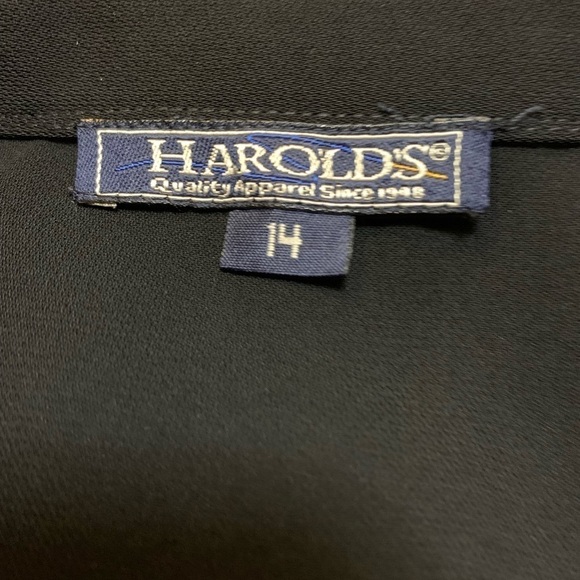 HAROLD'S®
Quality Apparel Since 1948
14